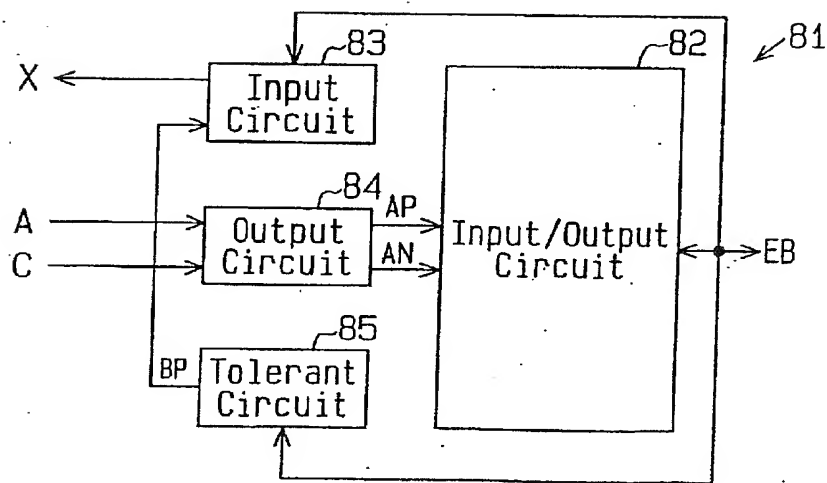 81
83
82
X
Input
Circuit
84
A
AP
Output
Circuit
Input/Output
Circuit
C
AN
EB
85
BP
Tolerant
Circuit